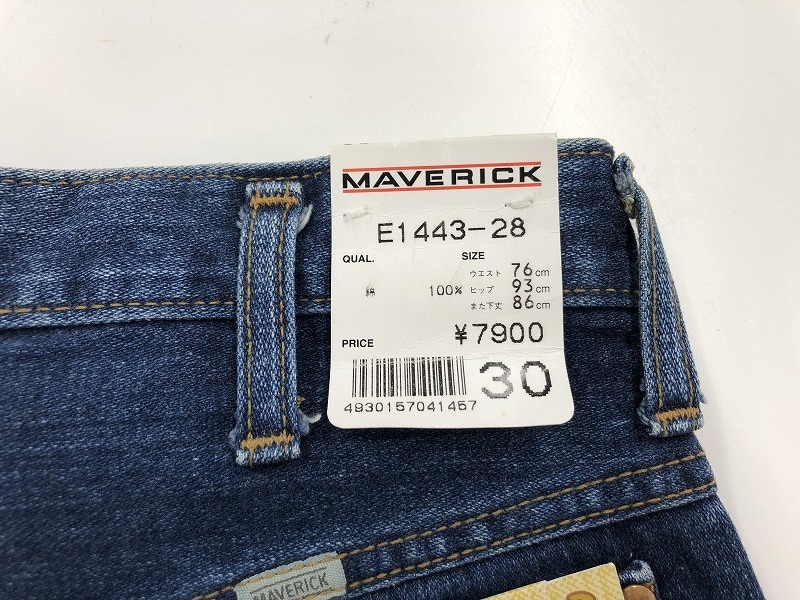 MAVERICK
E1443-28
QUAL. SIZE
ウエスト 76cm
綿 100% ヒップ 93cm
また下丈 86cm
PRICE ¥7900
30
4930157041457
MAVERICK